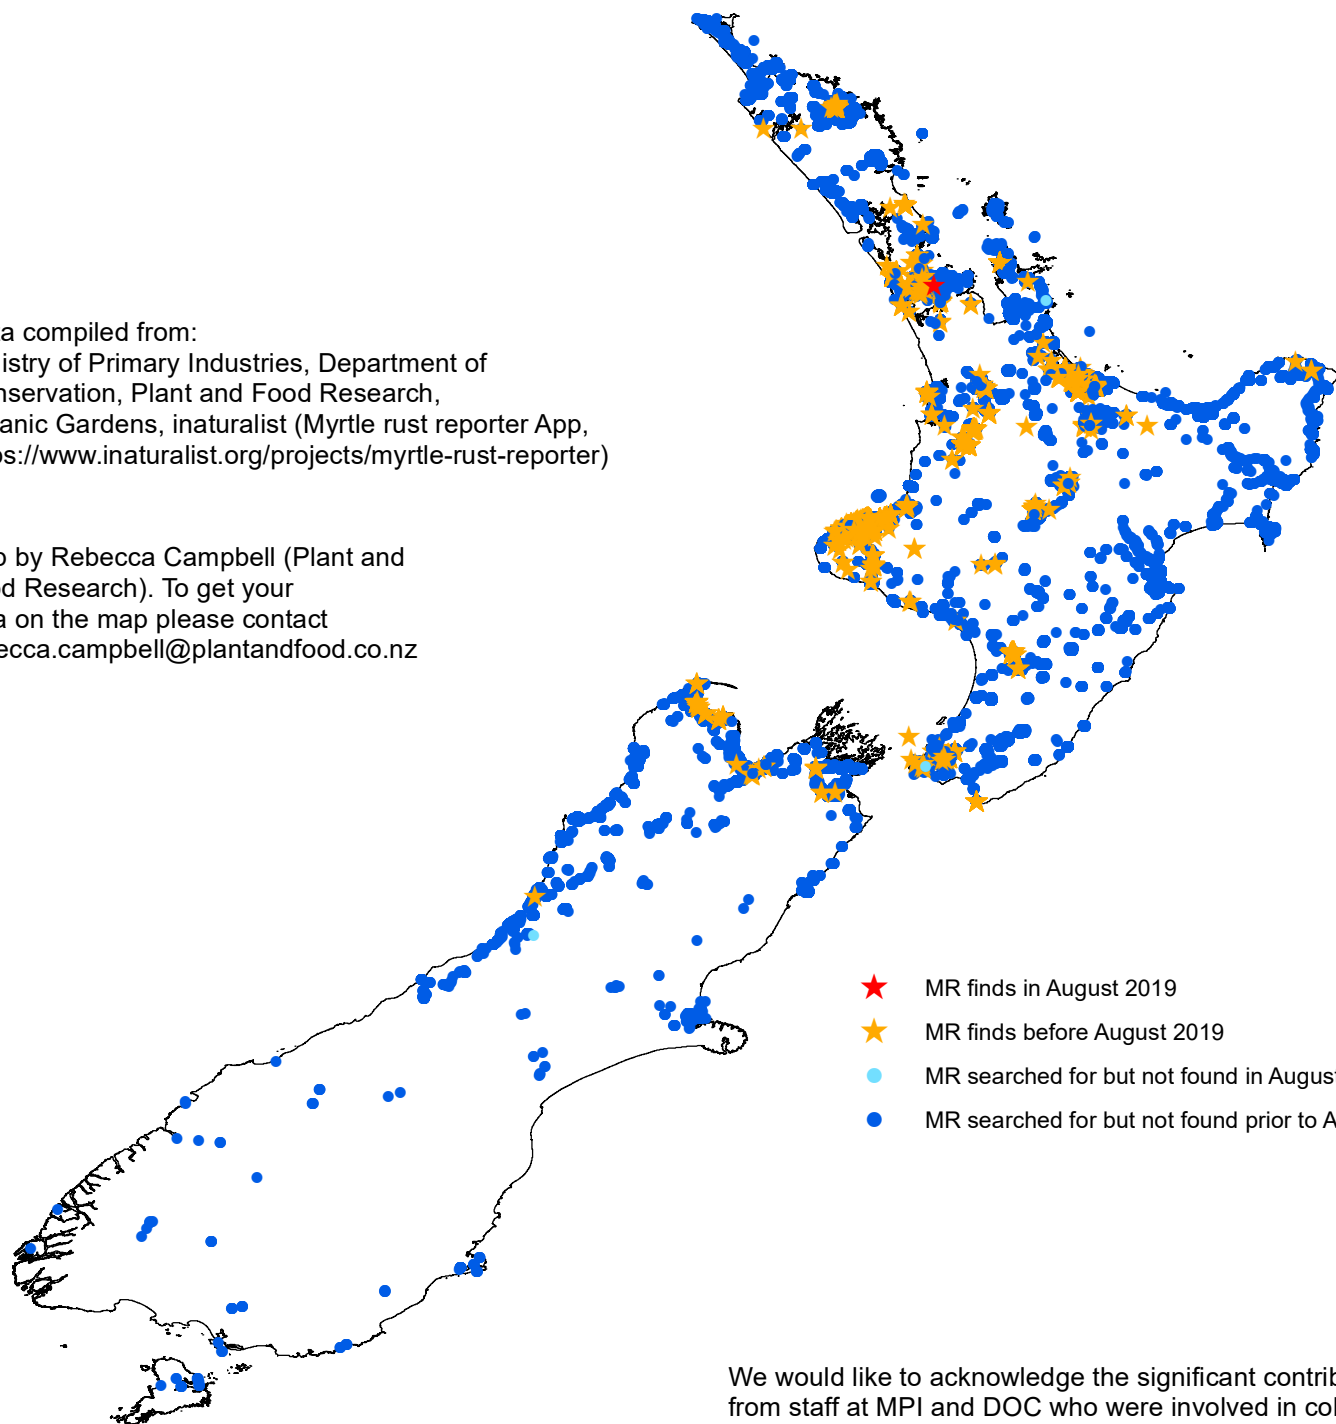 a compiled from:
istry of Primary Industries, Department of
nservation, Plant and Food Research,
anic Gardens, inaturalist (Myrtle rust reporter App,
os://www.inaturalist.org/projects/myrtle-rust-reporter)
o by Rebecca Campbell (Plant and
od Research). To get your
a on the map please contact
ecca.campbell@plantandfood.co.nz
MR finds in August 2019
MR finds before August 2019
MR searched for but not found in August
MR searched for but not found prior to A
We would like to acknowledge the significant contrib
from staff at MPI and DOC who were involved in col